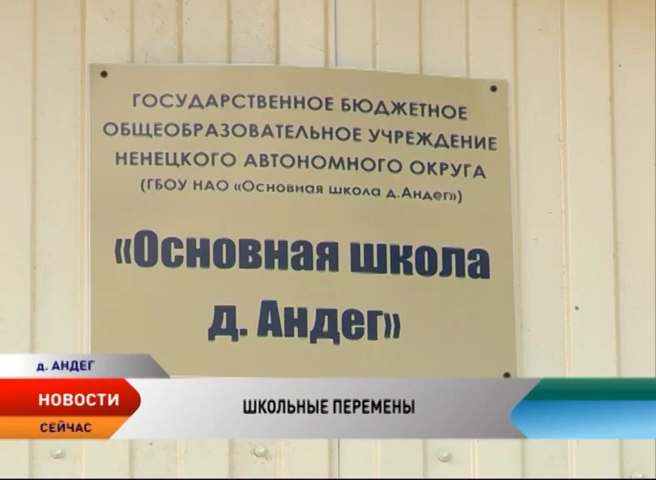 ГОСУДАРСТВЕННОЕ БЮДЖЕТНОЕ
ОБЩЕОБРАЗОВАТЕЛЬНОЕ УЧРЕЖДЕНИЕ
НЕНЕЦКОГО АВТОНОМНОГО ОКРУГА
(ГБОУ НАО «Основная школа д.Андег»)
«Основная школа
д. Андег»
д. АНДЕГ
НОВОСТИ
СЕЙЧАС
ШКОЛЬНЫЕ ПЕРЕМЕНЫ